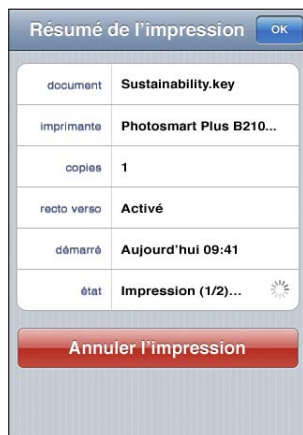 Résumé de l'impression OK
document Sustainability.key
imprimante Photosmart Plus B210...
copies 1
recto verso Activé
démarré Aujourd'hui 09:41
état Impression (1/2)...
Annuler l'impression